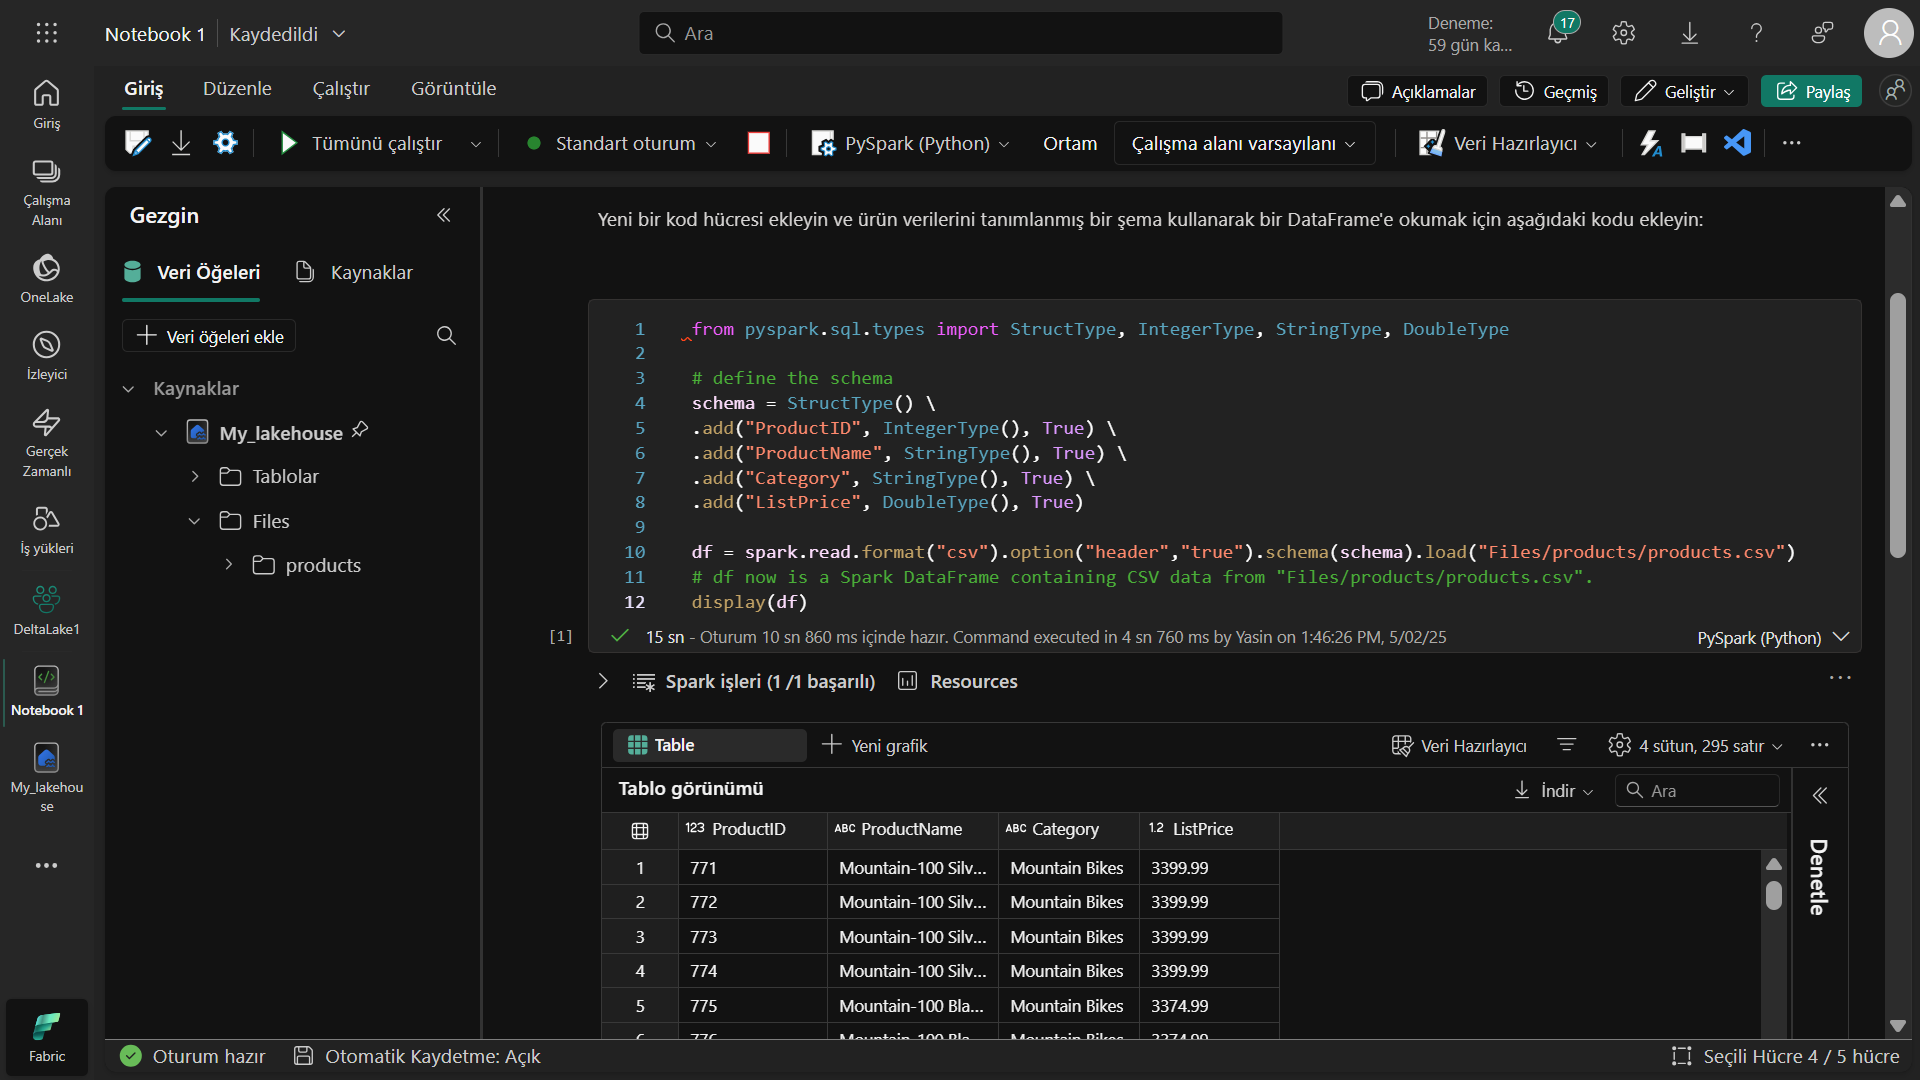 Notebook 1
Kaydedildi
Ara
Deneme:
59 gün ka...
17
Giriş
Düzenle
Çalıştır
Görüntüle
Açıklamalar
Geçmiş
Geliştir
Paylaş
Tümünü çalıştır
Standart oturum
PySpark (Python)
Ortam
Çalışma alanı varsayılanı
Veri Hazırlayıcı
Giriş
Çalışma
Alanı
OneLake
İzleyici
Gerçek
Zamanlı
İş yükleri
DeltaLake1
Notebook 1
My_lakehou
se
Fabric
Gezgin
Veri Öğeleri
Kaynaklar
Veri öğeleri ekle
Kaynaklar
My_lakehouse
Tablolar
Files
products
Yeni bir kod hücresi ekleyin ve ürün verilerini tanımlanmış bir şema kullanarak bir DataFrame'e okumak için aşağıdaki kodu ekleyin:
1 from pyspark.sql.types import StructType, IntegerType, StringType, DoubleType
2
3 # define the schema
4 schema = StructType() \
5 .add("ProductID", IntegerType(), True) \
6 .add("ProductName", StringType(), True) \
7 .add("Category", StringType(), True) \
8 .add("ListPrice", DoubleType(), True)
9
10 df = spark.read.format("csv").option("header","true").schema(schema).load("Files/products/products.csv")
11 # df now is a Spark DataFrame containing CSV data from "Files/products/products.csv".
12 display(df)
[1] 15 sn - Oturum 10 sn 860 ms içinde hazır. Command executed in 4 sn 760 ms by Yasin on 1:46:26 PM, 5/02/25
PySpark (Python)
Spark işleri (1 /1 başarılı)
Resources
Table
Yeni grafik
Veri Hazırlayıcı
4 sütun, 295 satır
Tablo görünümü
İndir
Ara
Denetle
123 ProductID ABC ProductName ABC Category 1.2 ListPrice
1 771 Mountain-100 Silv... Mountain Bikes 3399.99
2 772 Mountain-100 Silv... Mountain Bikes 3399.99
3 773 Mountain-100 Silv... Mountain Bikes 3399.99
4 774 Mountain-100 Silv... Mountain Bikes 3399.99
5 775 Mountain-100 Bla... Mountain Bikes 3374.99
6 776 Mountain-100 Bla... Mountain Bikes 3374.99
Oturum hazır
Otomatik Kaydetme: Açık
Seçili Hücre 4 / 5 hücre